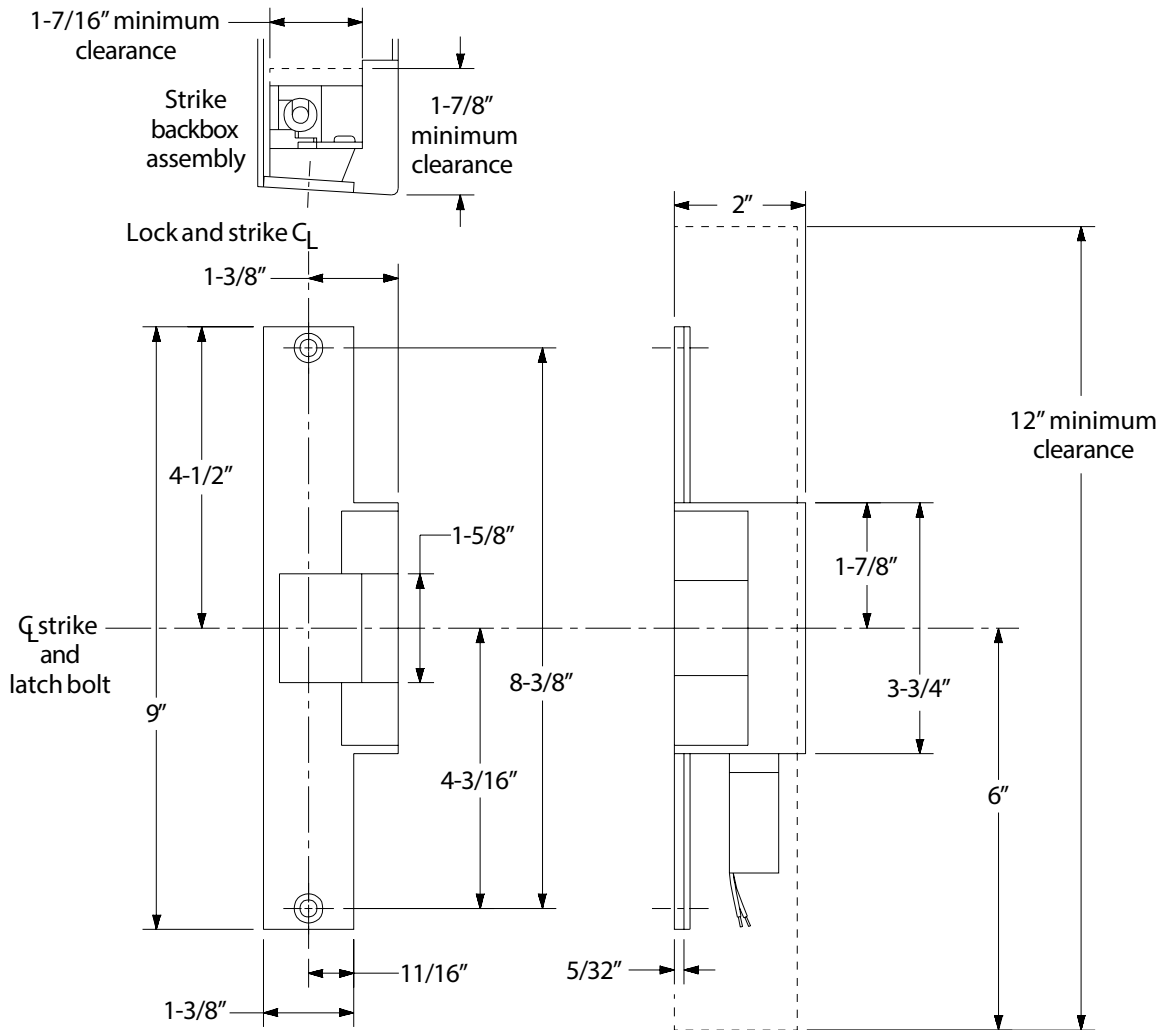 1-7/16” minimum
clearance
Strike
backbox
assembly
1-7/8”
minimum
clearance
Lock and strike CL
1-3/8”
2”
12” minimum
clearance
4-1/2”
1-5/8”
1-7/8”
CL strike
and
latch bolt
8-3/8”
3-3/4”
9”
4-3/16”
6”
11/16”
5/32”
1-3/8”